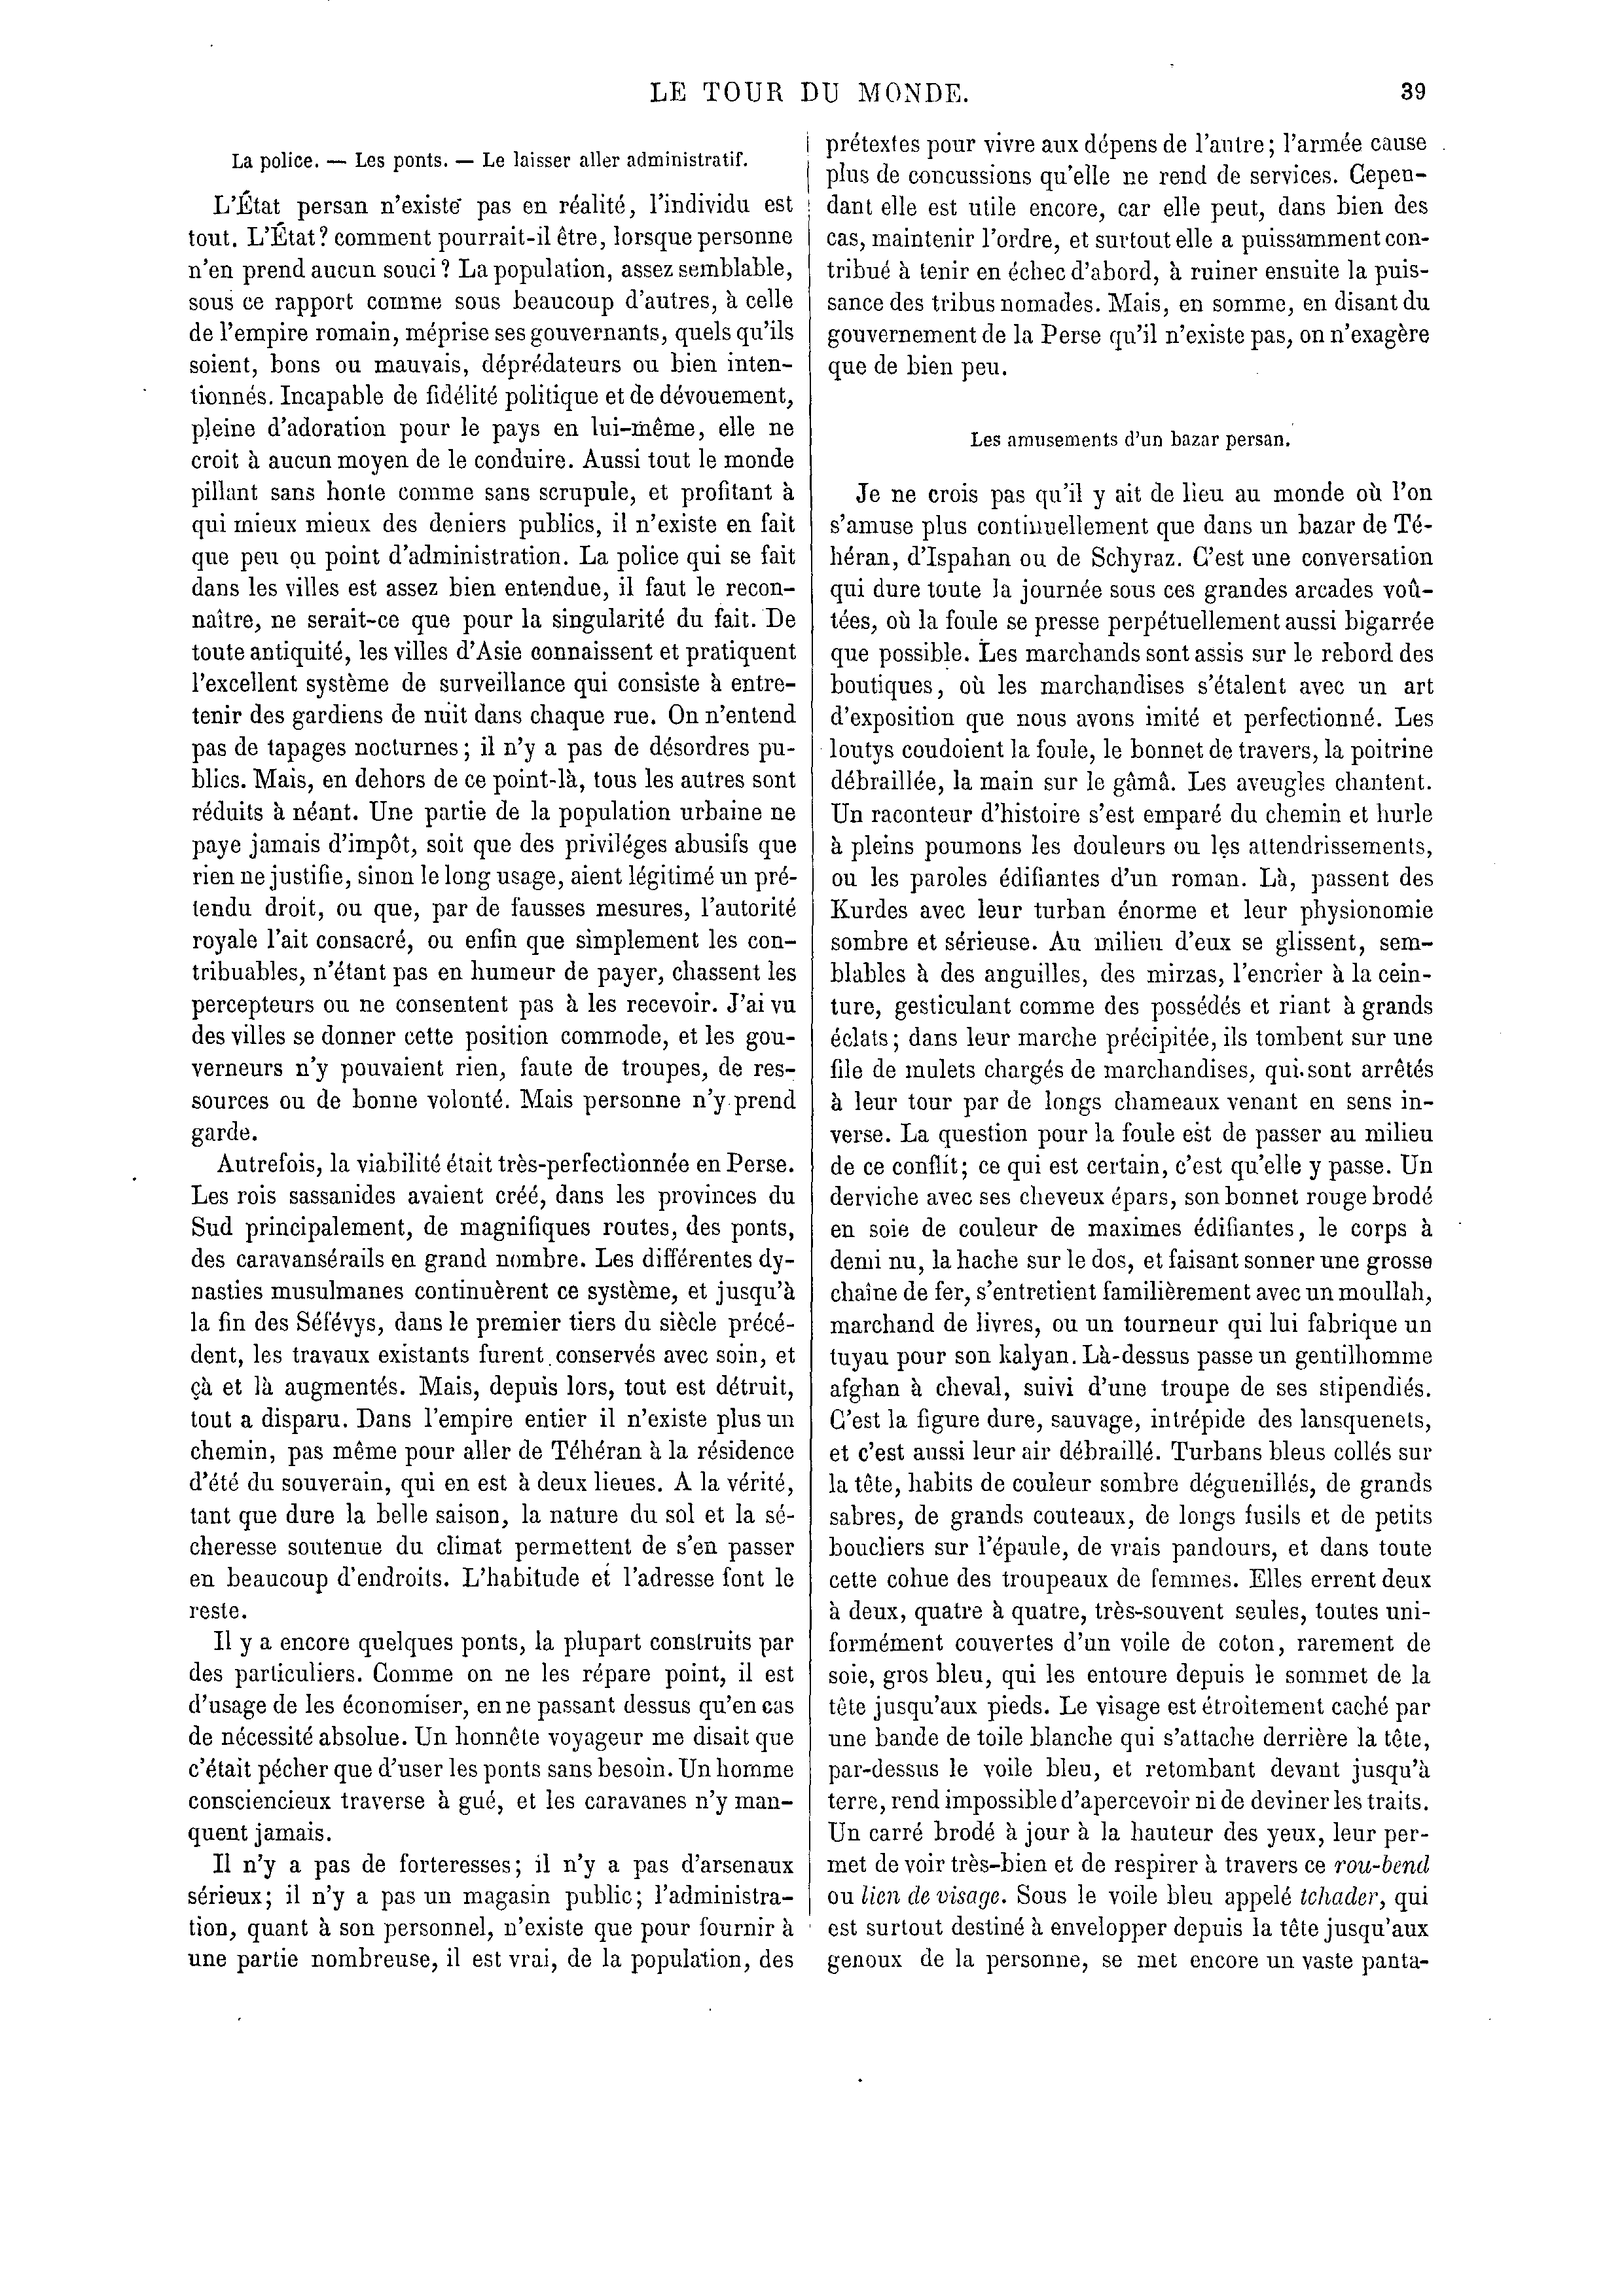 LE TOUR DU MONDE.
39
La police. — Les ponts. — Le laisser aller administratif.
L'État persan n'existe pas en réalité, l'individu est
tout. L'État? comment pourrait-il être, lorsque personne
n'en prend aucun souci? La population, assez semblable,
sous ce rapport comme sous beaucoup d'autres, à celle
de l'empire romain, méprise ses gouvernants, quels qu'ils
soient, bons ou mauvais, déprédateurs ou bien inten-
tionnés. Incapable de fidélité politique et de dévouement,
pleine d'adoration pour le pays en lui-même, elle ne
croit à aucun moyen de le conduire. Aussi tout le monde
pillant sans honte comme sans scrupule, et profitant à
qui mieux mieux des deniers publics, il n'existe en fait
que peu ou point d'administration. La police qui se fait
dans les villes est assez bien entendue, il faut le recon-
naître, ne serait-ce que pour la singularité du fait. De
toute antiquité, les villes d'Asie connaissent et pratiquent
l'excellent système de surveillance qui consiste à entre-
tenir des gardiens de nuit dans chaque rue. On n'entend
pas de tapages nocturnes; il n'y a pas de désordres pu-
blics. Mais, en dehors de ce point-là, tous les autres sont
réduits à néant. Une partie de la population urbaine ne
paye jamais d'impôt, soit que des priviléges abusifs que
rien ne justifie, sinon le long usage, aient légitimé un pré-
tendu droit, ou que, par de fausses mesures, l'autorité
royale l'ait consacré, ou enfin que simplement les con-
tribuables, n'étant pas en humeur de payer, chassent les
percepteurs ou ne consentent pas à les recevoir. J'ai vu
des villes se donner cette position commode, et les gou-
verneurs n'y pouvaient rien, faute de troupes, de res-
sources ou de bonne volonté. Mais personne n'y prend
garde.
Autrefois, la viabilité était très-perfectionnée en Perse.
Les rois sassanides avaient créé, dans les provinces du
Sud principalement, de magnifiques routes, des ponts,
des caravansérails en grand nombre. Les différentes dy-
nasties musulmanes continuèrent ce système, et jusqu'à
la fin des Séfévys, dans le premier tiers du siècle précé-
dent, les travaux existants furent conservés avec soin, et
çà et là augmentés. Mais, depuis lors, tout est détruit,
tout a disparu. Dans l'empire entier il n'existe plus un
chemin, pas même pour aller de Téhéran à la résidence
d'été du souverain, qui en est à deux lieues. A la vérité,
tant que dure la belle saison, la nature du sol et la sé-
cheresse soutenue du climat permettent de s'en passer
en beaucoup d'endroits. L'habitude et l'adresse font le
reste.
Il y a encore quelques ponts, la plupart construits par
des particuliers. Comme on ne les répare point, il est
d'usage de les économiser, en ne passant dessus qu'en cas
de nécessité absolue. Un honnête voyageur me disait que
c'était pécher que d'user les ponts sans besoin. Un homme
consciencieux traverse à gué, et les caravanes n'y man-
quent jamais.
Il n'y a pas de forteresses; il n'y a pas d'arsenaux
sérieux; il n'y a pas un magasin public; l'administra-
tion, quant à son personnel, n'existe que pour fournir à
une partie nombreuse, il est vrai, de la population, des
prétextes pour vivre aux dépens de l'autre; l'armée cause
plus de concussions qu'elle ne rend de services. Cepen-
dant elle est utile encore, car elle peut, dans bien des
cas, maintenir l'ordre, et surtout elle a puissamment con-
tribué à tenir en échec d'abord, à ruiner ensuite la puis-
sance des tribus nomades. Mais, en somme, en disant du
gouvernement de la Perse qu'il n'existe pas, on n'exagère
que de bien peu.
Les amusements d'un bazar persan.
Je ne crois pas qu'il y ait de lieu au monde où l'on
s'amuse plus continuellement que dans un bazar de Té-
héran, d'Ispahan ou de Schyraz. C'est une conversation
qui dure toute la journée sous ces grandes arcades voû-
tées, où la foule se presse perpétuellement aussi bigarrée
que possible. Les marchands sont assis sur le rebord des
boutiques, où les marchandises s'étalent avec un art
d'exposition que nous avons imité et perfectionné. Les
loutys coudoient la foule, le bonnet de travers, la poitrine
débraillée, la main sur le gâmâ. Les aveugles chantent.
Un raconteur d'histoire s'est emparé du chemin et hurle
à pleins poumons les douleurs ou les attendrissements,
ou les paroles édifiantes d'un roman. Là, passent des
Kurdes avec leur turban énorme et leur physionomie
sombre et sérieuse. Au milieu d'eux se glissent, sem-
blables à des anguilles, des mirzas, l'encrier à la cein-
ture, gesticulant comme des possédés et riant à grands
éclats; dans leur marche précipitée, ils tombent sur une
file de mulets chargés de marchandises, qui sont arrêtés
à leur tour par de longs chameaux venant en sens in-
verse. La question pour la foule est de passer au milieu
de ce conflit; ce qui est certain, c'est qu'elle y passe. Un
derviche avec ses cheveux épars, son bonnet rouge brodé
en soie de couleur de maximes édifiantes, le corps à
demi nu, la hache sur le dos, et faisant sonner une grosse
chaîne de fer, s'entretient familièrement avec un moullah,
marchand de livres, ou un tourneur qui lui fabrique un
tuyau pour son kalyan. Là-dessus passe un gentilhomme
afghan à cheval, suivi d'une troupe de ses stipendiés.
C'est la figure dure, sauvage, intrépide des lansquenets,
et c'est aussi leur air débraillé. Turbans bleus collés sur
la tête, habits de couleur sombre déguenillés, de grands
sabres, de grands couteaux, de longs fusils et de petits
boucliers sur l'épaule, de vrais pandours, et dans toute
cette cohue des troupeaux de femmes. Elles errent deux
à deux, quatre à quatre, très-souvent seules, toutes uni-
formément couvertes d'un voile de coton, rarement de
soie, gros bleu, qui les entoure depuis le sommet de la
tête jusqu'aux pieds. Le visage est étroitement caché par
une bande de toile blanche qui s'attache derrière la tête,
par-dessus le voile bleu, et retombant devant jusqu'à
terre, rend impossible d'apercevoir ni de deviner les traits.
Un carré brodé à jour à la hauteur des yeux, leur per-
met de voir très-bien et de respirer à travers ce rou-bend
ou lien de visage. Sous le voile bleu appelé tchader, qui
est surtout destiné à envelopper depuis la tête jusqu'aux
genoux de la personne, se met encore un vaste panta-